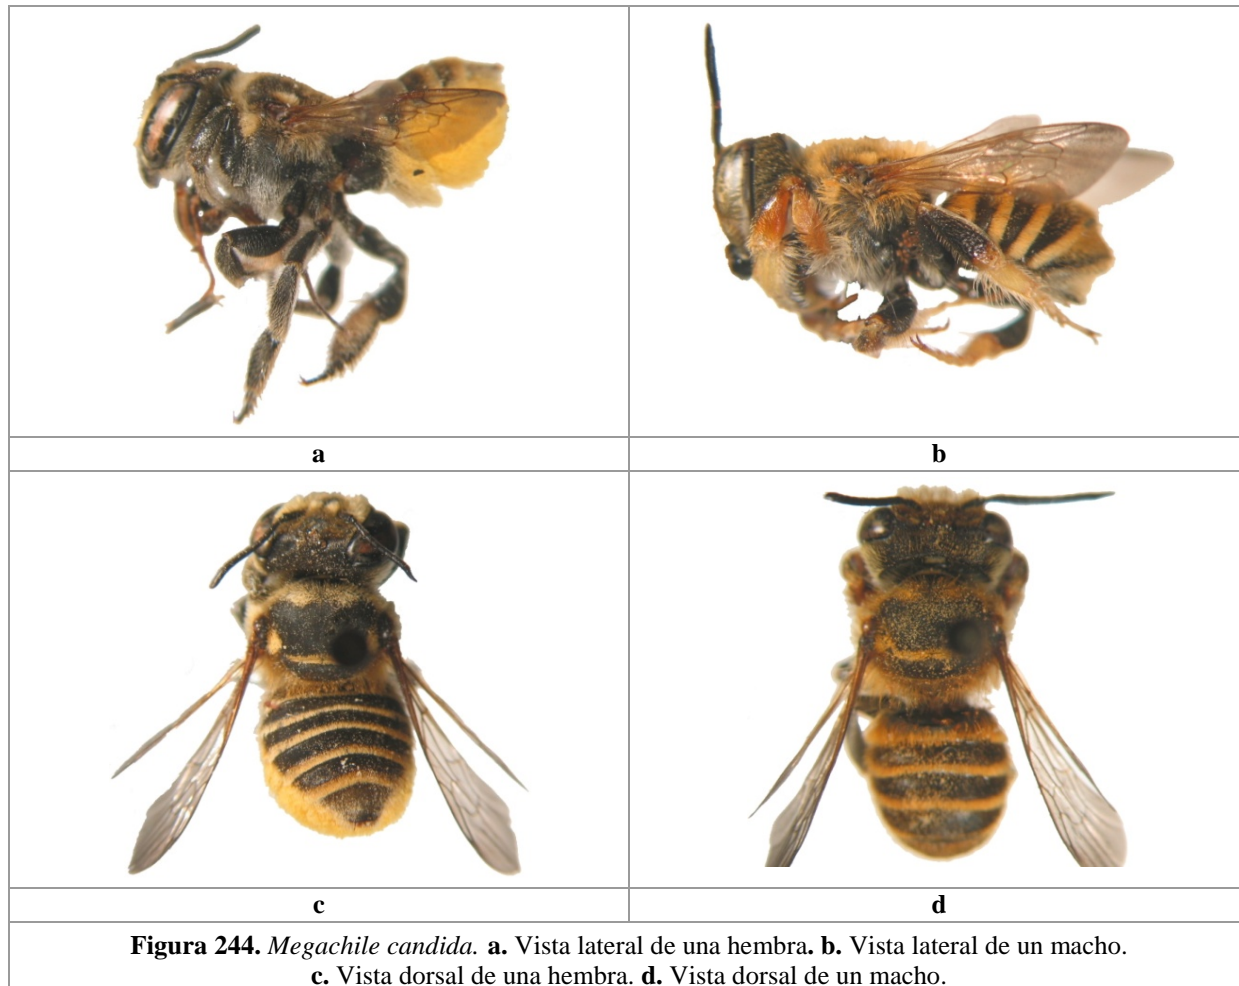 a
b
c
d
Figura 244. Megachile candida. a. Vista lateral de una hembra. b. Vista lateral de un macho.
c. Vista dorsal de una hembra. d. Vista dorsal de un macho.